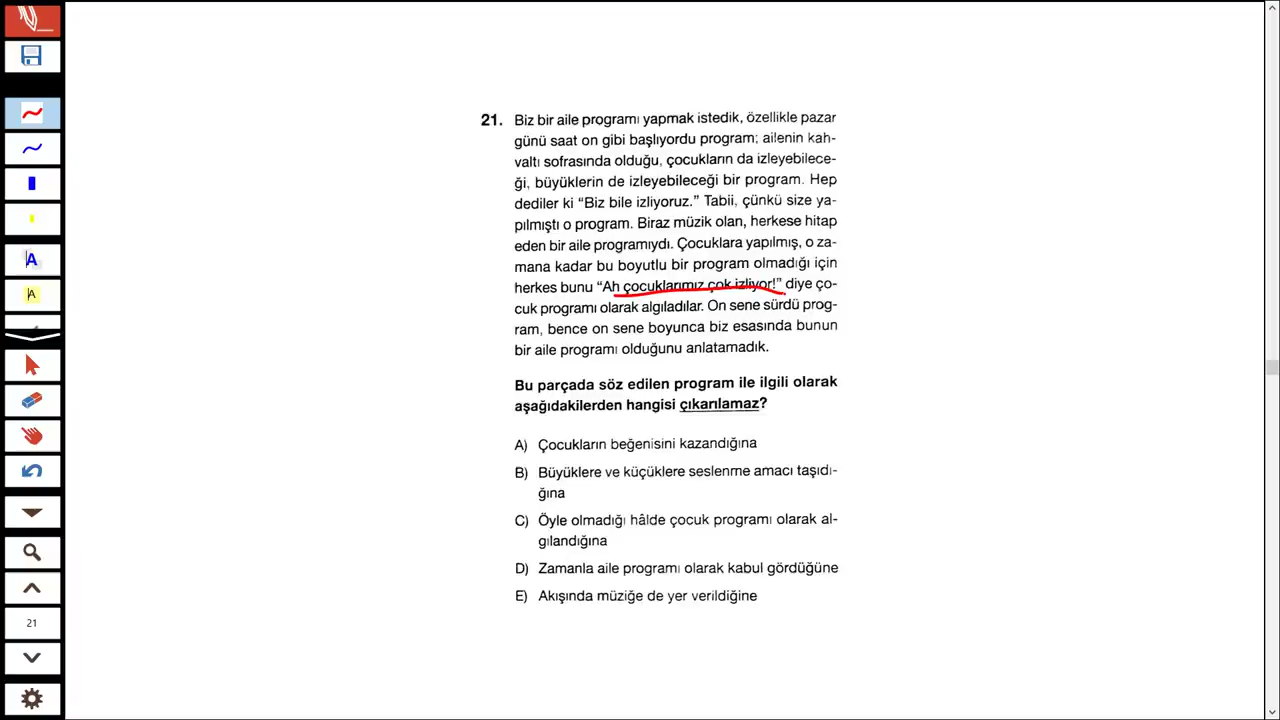 21. Biz bir aile programı yapmak istedik, özellikle pazar
günü saat on gibi başlıyordu program; ailenin kah-
valtı sofrasında olduğu, çocukların da izleyebilece-
ği, büyüklerin de izleyebileceği bir program. Hep
dediler ki “Biz bile izliyoruz.” Tabii, çünkü size ya-
pılmıştı o program. Biraz müzik olan, herkese hitap
eden bir aile programıydı. Çocuklara yapılmış, o za-
mana kadar bu boyutlu bir program olmadığı için
herkes bunu “Ah çocuklarımız çok izliyor!” diye ço-
cuk programı olarak algıladılar. On sene sürdü prog-
ram, bence on sene boyunca biz esasında bunun
bir aile programı olduğunu anlatamadık.
Bu parçada söz edilen program ile ilgili olarak
aşağıdakilerden hangisi çıkarılamaz?
A) Çocukların beğenisini kazandığına
B) Büyüklere ve küçüklere seslenme amacı taşıdı-
ğına
C) Öyle olmadığı hâlde çocuk programı olarak al-
gılandığına
D) Zamanla aile programı olarak kabul gördüğüne
E) Akışında müziğe de yer verildiğine
A
A
21